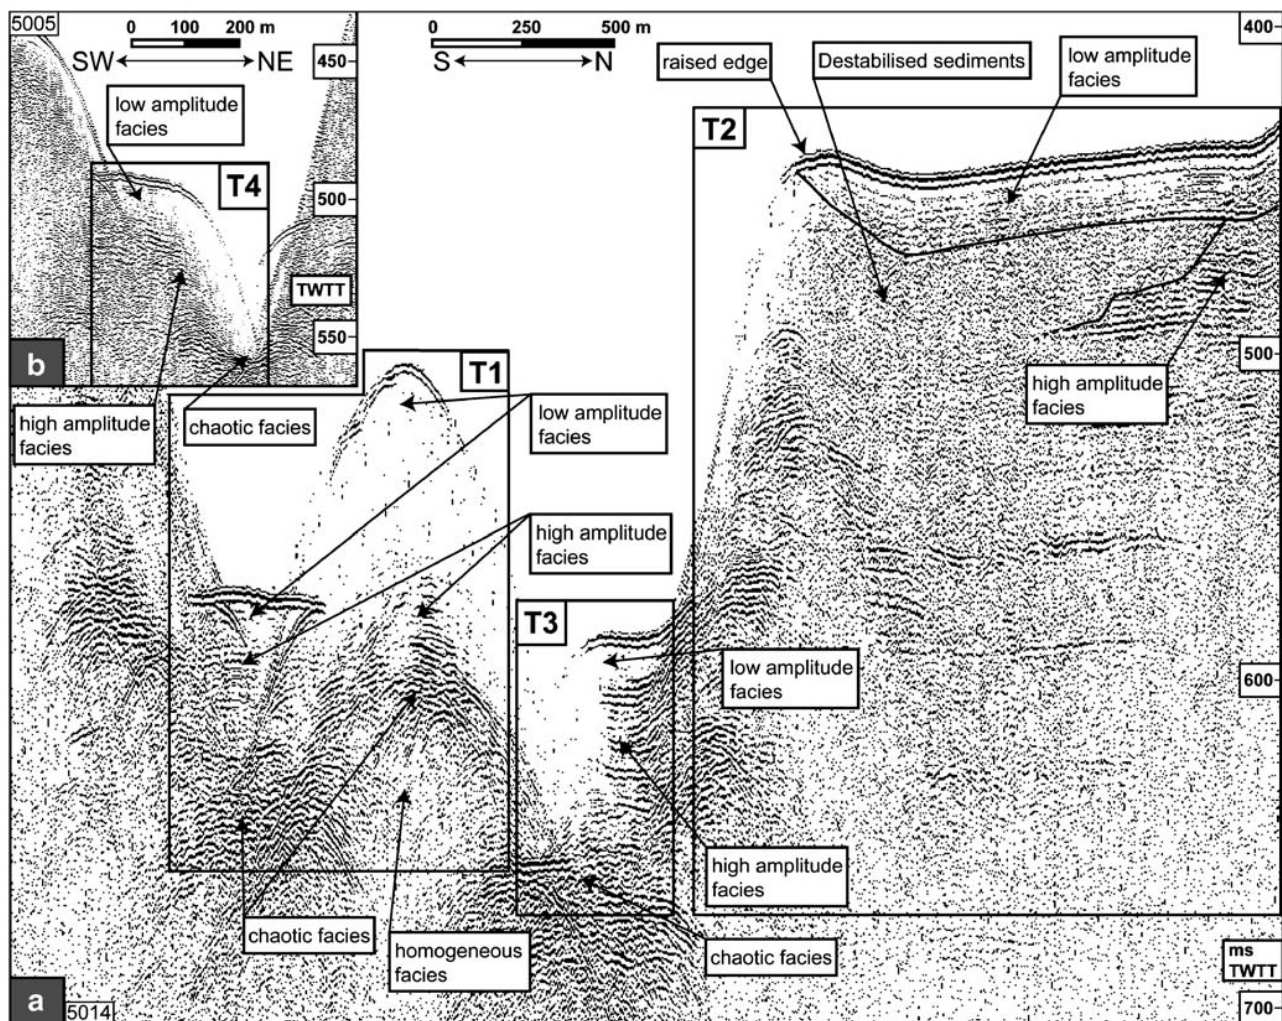 5005
0 100 200 m
SW NE
0 250 500 m
S N
400
450
raised edge
Destabilised sediments
low amplitude
facies
low amplitude
facies
T2
T4
500
TWTT
550
b
500
high amplitude
facies
T1
high amplitude
facies
chaotic facies
low amplitude
facies
high amplitude
facies
T3
low amplitude
facies
600
high amplitude
facies
chaotic facies
homogeneous
facies
chaotic facies
ms
TWTT
a
5014
700